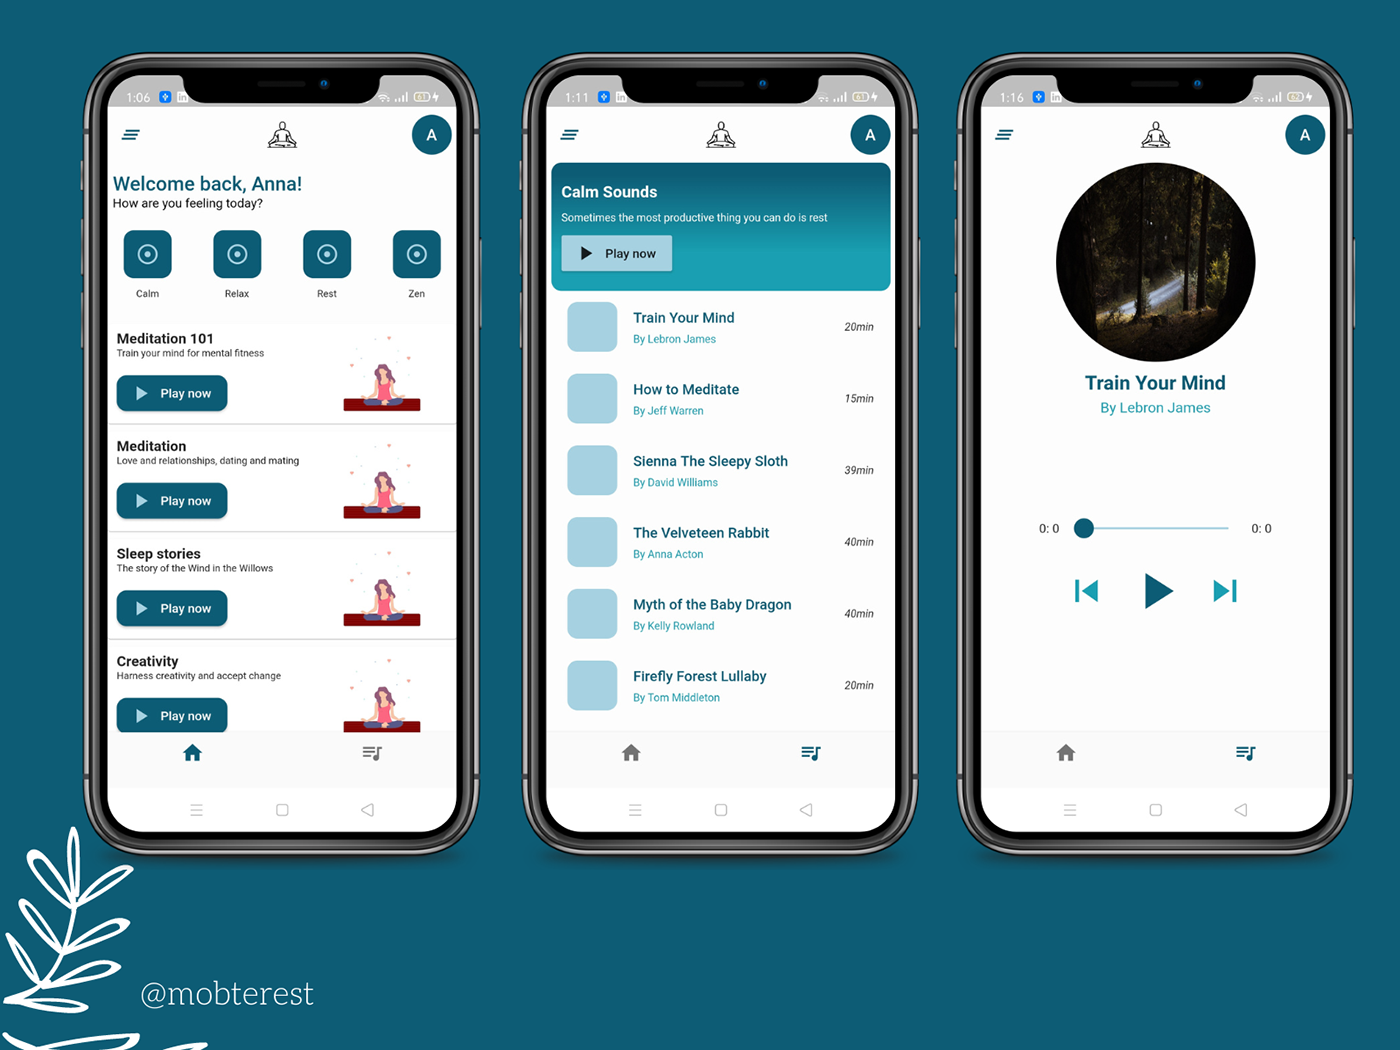 1:06
in
61
A
Welcome back, Anna!
How are you feeling today?
Calm
Relax
Rest
Zen
Meditation 101
Train your mind for mental fitness
Play now
Meditation
Love and relationships, dating and mating
Play now
Sleep stories
The story of the Wind in the Willows
Play now
Creativity
Harness creativity and accept change
Play now
1:11
in
61
A
Calm Sounds
Sometimes the most productive thing you can do is rest
Play now
Train Your Mind
By Lebron James
20min
How to Meditate
By Jeff Warren
15min
Sienna The Sleepy Sloth
By David Williams
39min
The Velveteen Rabbit
By Anna Acton
40min
Myth of the Baby Dragon
By Kelly Rowland
40min
Firefly Forest Lullaby
By Tom Middleton
20min
1:16
in
62
A
Train Your Mind
By Lebron James
0: 0
0: 0
@mobterest